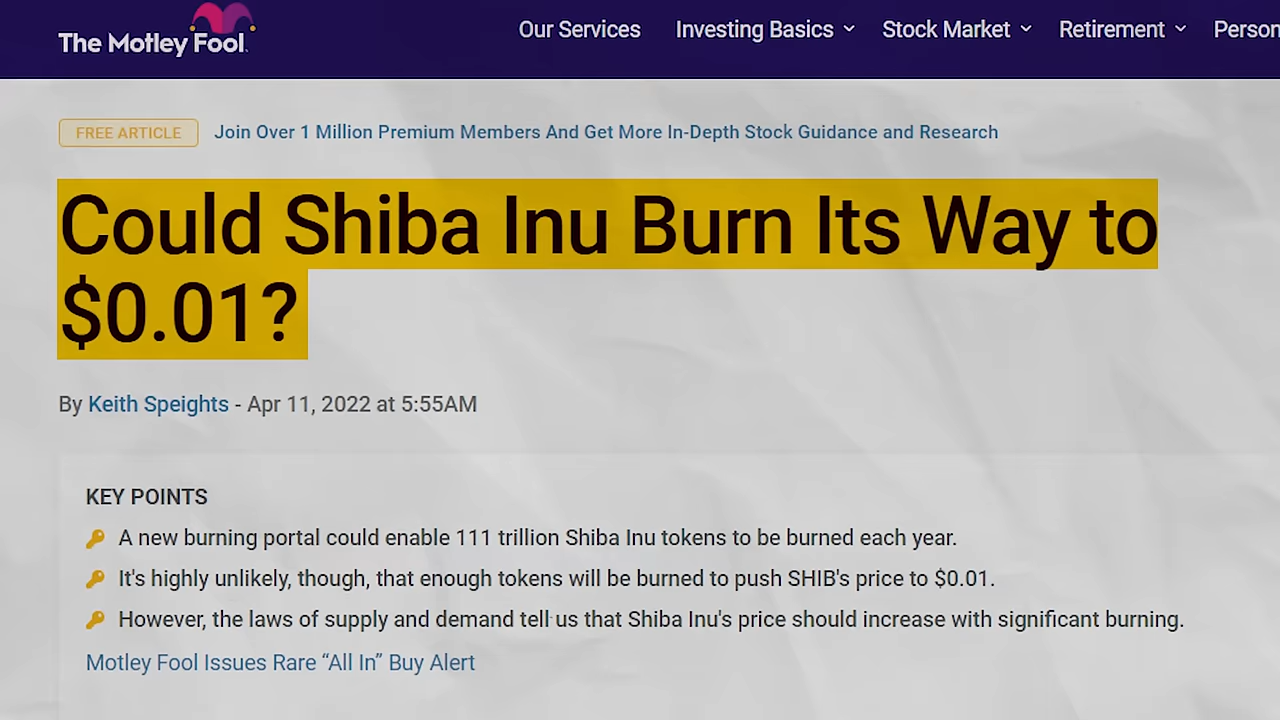 The Motley Fool.
Our Services
Investing Basics
Stock Market
Retirement
Person
FREE ARTICLE
Join Over 1 Million Premium Members And Get More In-Depth Stock Guidance and Research
Could Shiba Inu Burn Its Way to
$0.01?
By Keith Speights - Apr 11, 2022 at 5:55AM
KEY POINTS
A new burning portal could enable 111 trillion Shiba Inu tokens to be burned each year.
It's highly unlikely, though, that enough tokens will be burned to push SHIB's price to $0.01.
However, the laws of supply and demand tell us that Shiba Inu's price should increase with significant burning.
Motley Fool Issues Rare “All In” Buy Alert